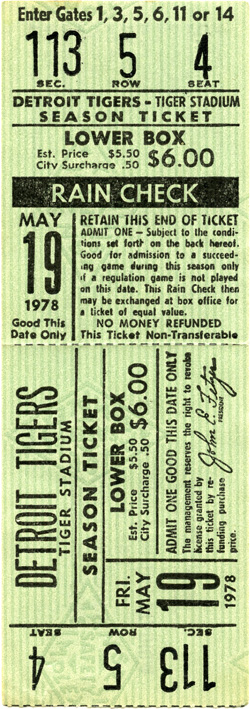 Enter Gates 1, 3, 5, 6, 11 or 14
113 5 4
SEC. ROW SEAT
DETROIT TIGERS - TIGER STADIUM
SEASON TICKET
LOWER BOX
Est. Price $5.50
City Surcharge .50
$6.00
RAIN CHECK
MAY
19
1978
Good This
Date Only
RETAIN THIS END OF TICKET
ADMIT ONE - Subject to the condi-
tions set forth on the back hereof.
Good for admission to a succeed-
ing game during this season only
if a regulation game is not played
on this date. This Rain Check then
may be exchanged at box office for
a ticket of equal value.
NO MONEY REFUNDED
This Ticket Non-Transferable
DETROIT TIGERS
TIGER STADIUM
SEASON TICKET
LOWER BOX
Est. Price $5.50
City Surcharge .50
$6.00
ADMIT ONE GOOD THIS DATE ONLY
The management reserves the right to revoke
license granted by
this ticket by re-
funding purchase
price.
John E. Fetzer
PRESIDENT
FRI.
MAY
19
1978
SEAT ROW SEC.
4 5 113